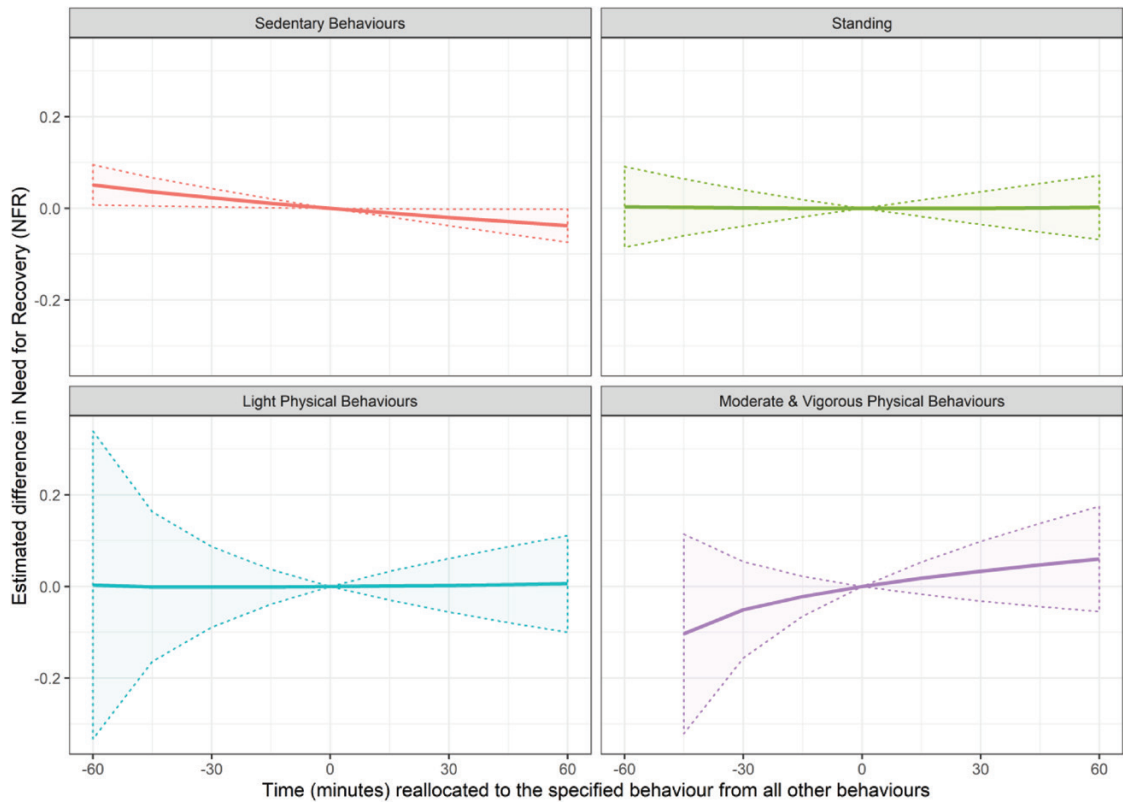 Sedentary Behaviours
Standing
0.2
0.0
-0.2
Light Physical Behaviours
Moderate & Vigorous Physical Behaviours
0.2
0.0
-0.2
Estimated difference in Need for Recovery (NFR)
-60 -30 0 30 60
-60 -30 0 30 60
Time (minutes) reallocated to the specified behaviour from all other behaviours